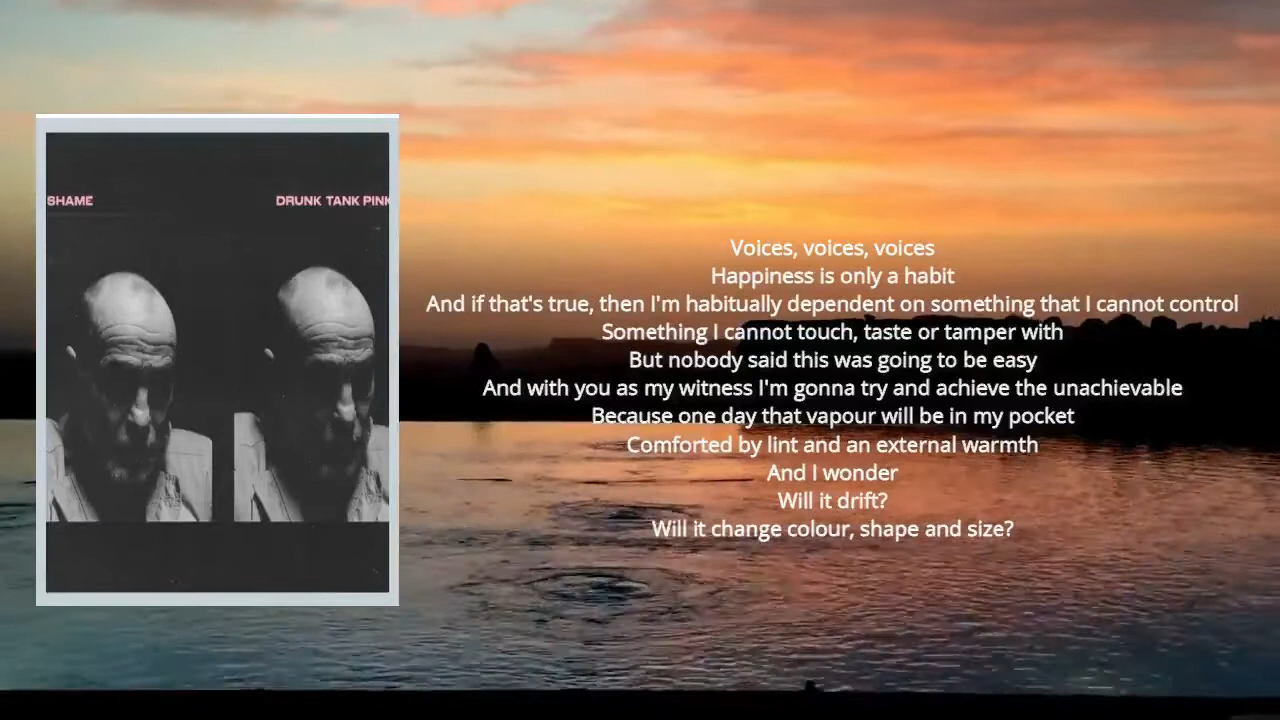 SHAME
DRUNK TANK PINK
Voices, voices, voices
Happiness is only a habit
And if that's true, then I'm habitually dependent on something that I cannot control
Something I cannot touch, taste or tamper with
But nobody said this was going to be easy
And with you as my witness I'm gonna try and achieve the unachievable
Because one day that vapour will be in my pocket
Comforted by lint and an external warmth
And I wonder
Will it drift?
Will it change colour, shape and size?